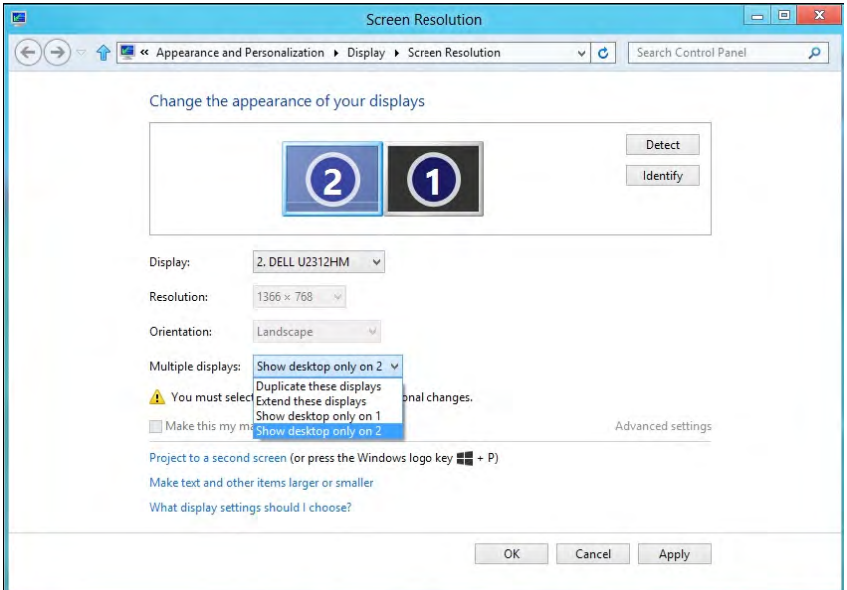 Screen Resolution
« Appearance and Personalization Display Screen Resolution
Search Control Panel
Change the appearance of your displays
2
1
Detect
Identify
Display: 2. DELL U2312HM
Resolution: 1366 × 768
Orientation: Landscape
Multiple displays: Show desktop only on 2
Duplicate these displays
Extend these displays
Show desktop only on 1
Show desktop only on 2
You must select onal changes.
Make this my ma
Advanced settings
Project to a second screen (or press the Windows logo key + P)
Make text and other items larger or smaller
What display settings should I choose?
OK Cancel Apply